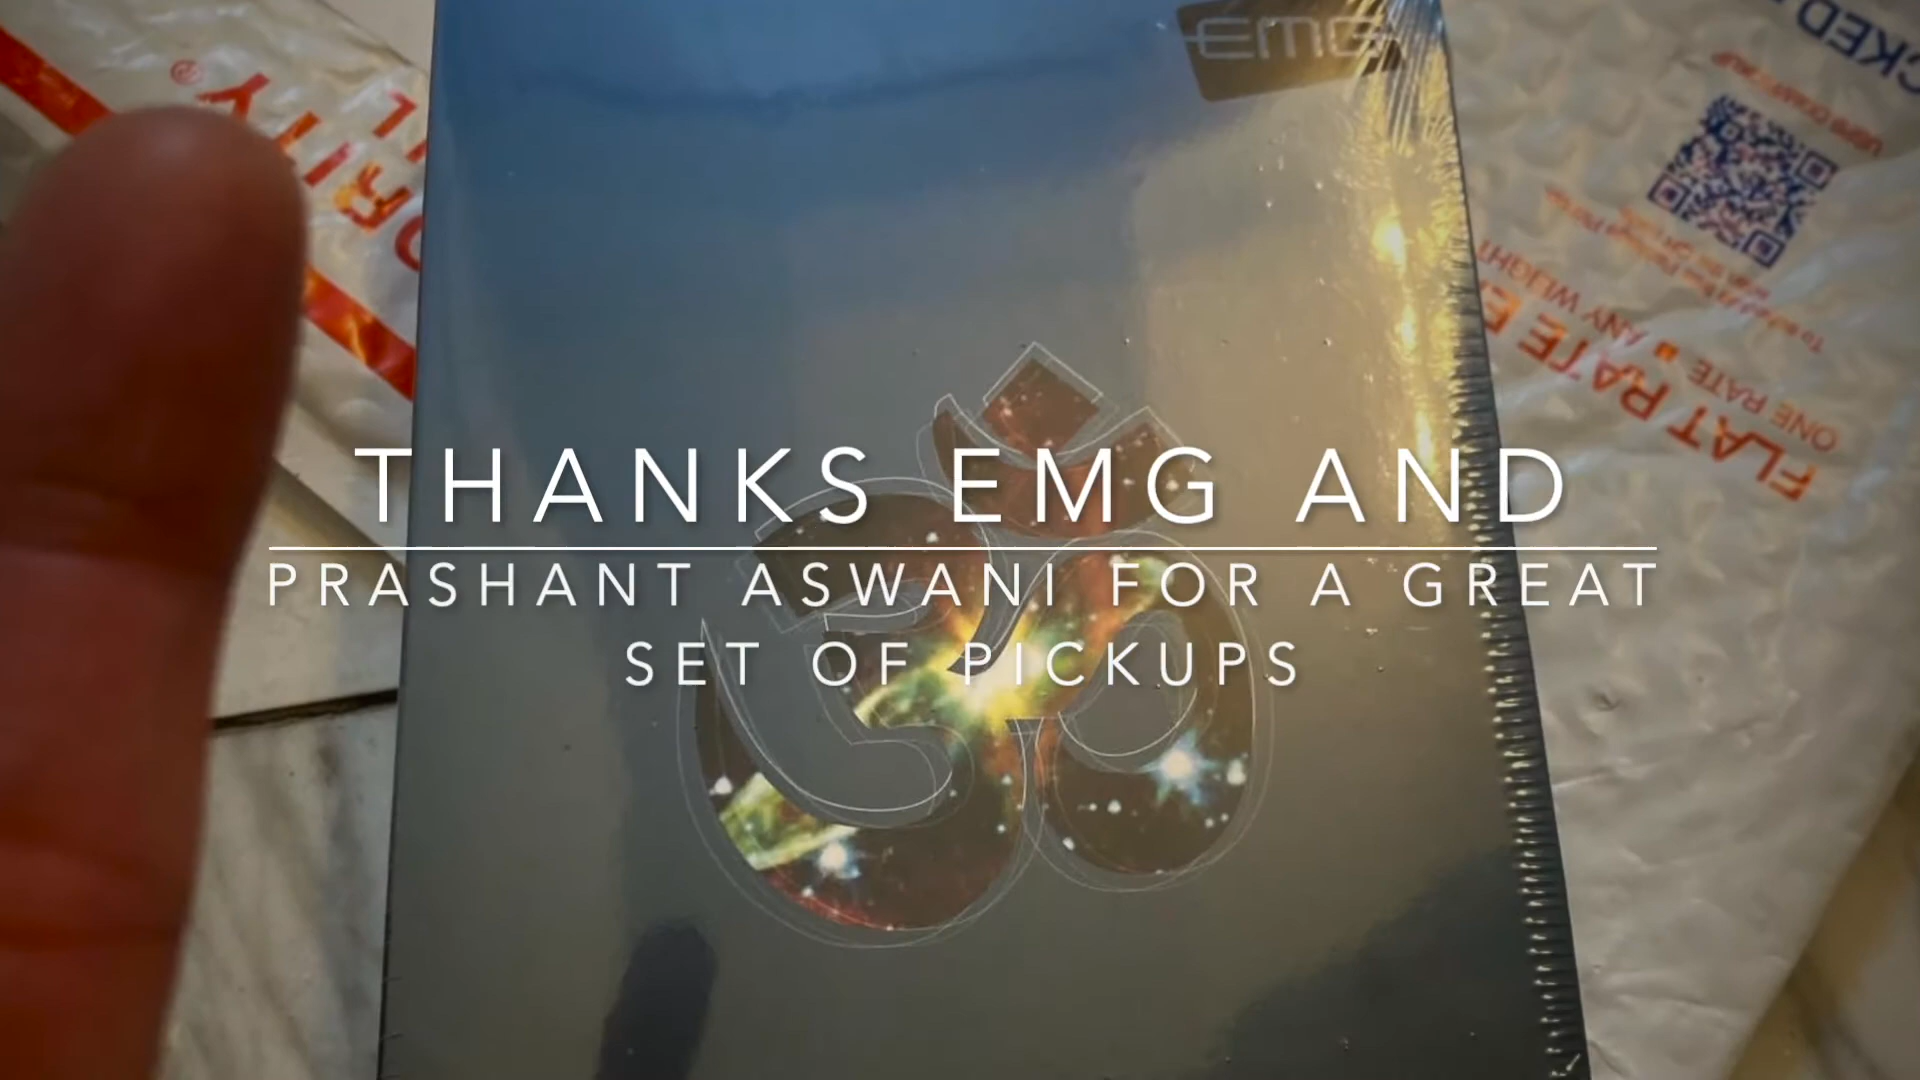 EMG
THANKS EMG AND
PRASHANT ASWANI FOR A GREAT
SET OF PICKUPS
ॐ
FLAT RATE E
ONE RATE ■ ANY WEIGHT